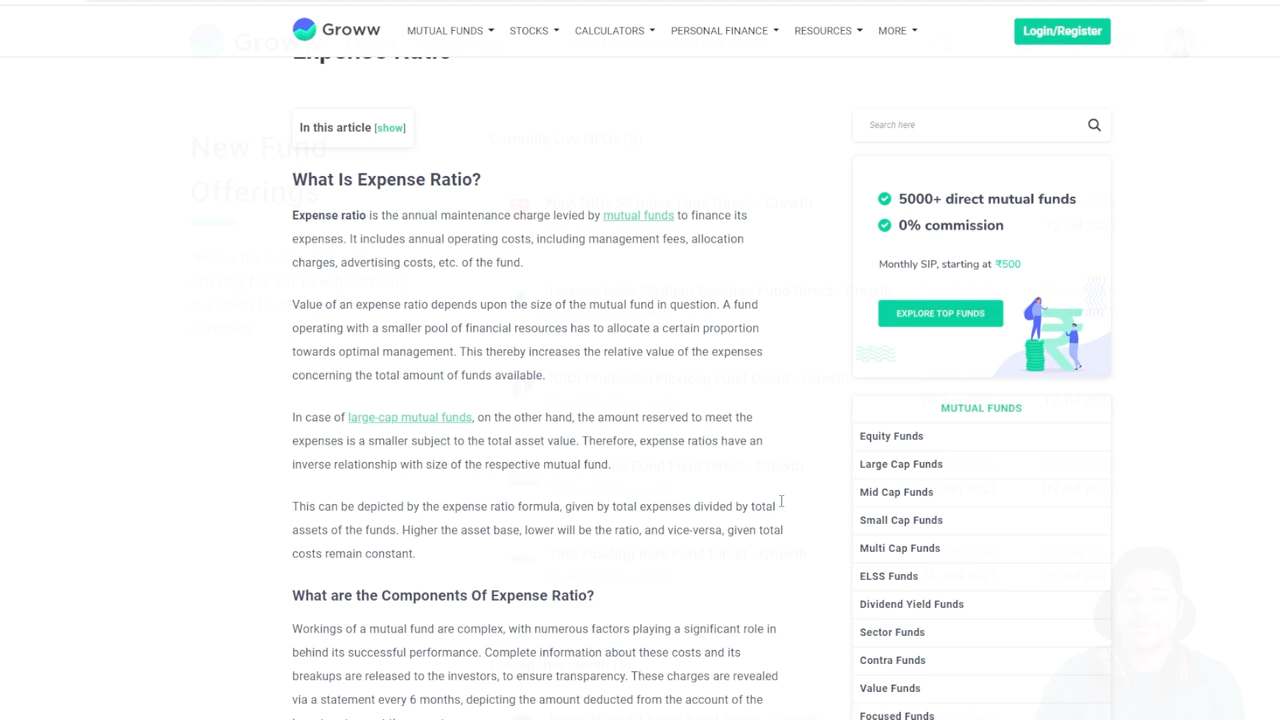 Groww
MUTUAL FUNDS
STOCKS
CALCULATORS
PERSONAL FINANCE
RESOURCES
MORE
Login/Register
Expense Ratio
In this article [show]
What Is Expense Ratio?
Expense ratio is the annual maintenance charge levied by mutual funds to finance its
expenses. It includes annual operating costs, including management fees, allocation
charges, advertising costs, etc. of the fund.
Value of an expense ratio depends upon the size of the mutual fund in question. A fund
operating with a smaller pool of financial resources has to allocate a certain proportion
towards optimal management. This thereby increases the relative value of the expenses
concerning the total amount of funds available.
In case of large-cap mutual funds, on the other hand, the amount reserved to meet the
expenses is a smaller subject to the total asset value. Therefore, expense ratios have an
inverse relationship with size of the respective mutual fund.
This can be depicted by the expense ratio formula, given by total expenses divided by total
assets of the funds. Higher the asset base, lower will be the ratio, and vice-versa, given total
costs remain constant.
What are the Components Of Expense Ratio?
Workings of a mutual fund are complex, with numerous factors playing a significant role in
behind its successful performance. Complete information about these costs and its
breakups are released to the investors, to ensure transparency. These charges are revealed
via a statement every 6 months, depicting the amount deducted from the account of the
Search here
5000+ direct mutual funds
0% commission
Monthly SIP, starting at ₹500
EXPLORE TOP FUNDS
MUTUAL FUNDS
Equity Funds
Large Cap Funds
Mid Cap Funds
Small Cap Funds
Multi Cap Funds
ELSS Funds
Dividend Yield Funds
Sector Funds
Contra Funds
Value Funds
Focused Funds
Groww
New Fund
Offerings
Currently Live NFOs (5)